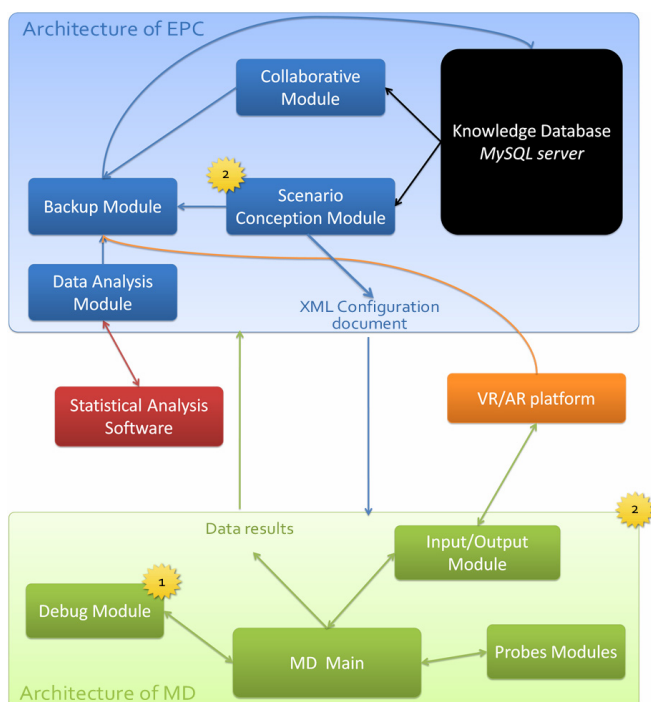 Architecture of EPC
Collaborative
Module
Knowledge Database
MySQL server
2
Scenario
Conception Module
Backup Module
Data Analysis
Module
XML Configuration
document
Statistical Analysis
Software
VR/AR platform
2
Data results
Input/Output
Module
1
Debug Module
MD Main
Probes Modules
Architecture of MD